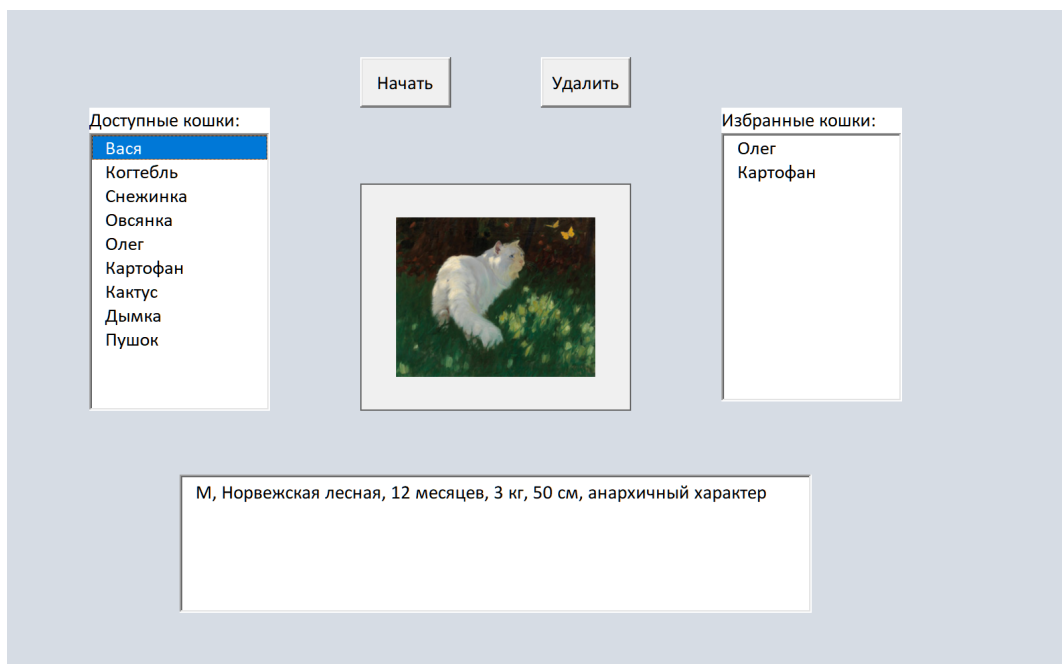 Начать
Удалить
Доступные кошки:
Вася
Когтебль
Снежинка
Овсянка
Олег
Картофан
Кактус
Дымка
Пушок
Избранные кошки:
Олег
Картофан
М, Норвежская лесная, 12 месяцев, 3 кг, 50 см, анархичный характер